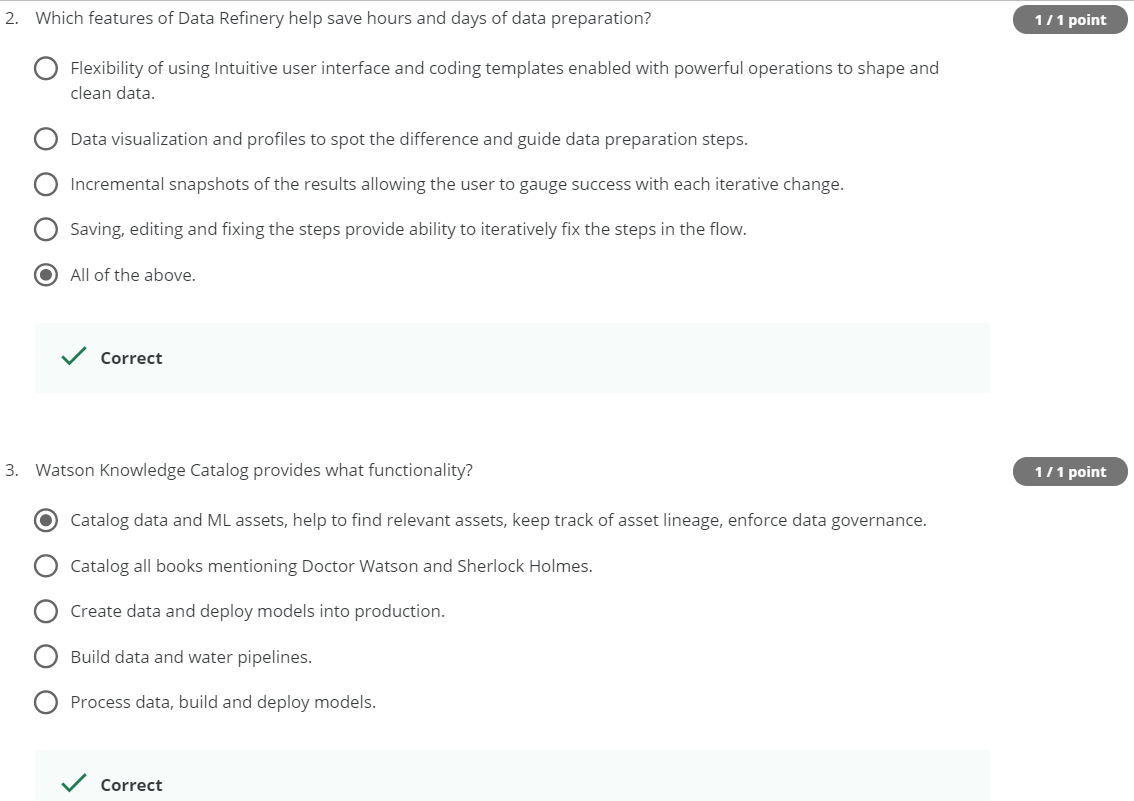 2. Which features of Data Refinery help save hours and days of data preparation?
1 / 1 point
Flexibility of using Intuitive user interface and coding templates enabled with powerful operations to shape and
clean data.
Data visualization and profiles to spot the difference and guide data preparation steps.
Incremental snapshots of the results allowing the user to gauge success with each iterative change.
Saving, editing and fixing the steps provide ability to iteratively fix the steps in the flow.
All of the above.
Correct
3. Watson Knowledge Catalog provides what functionality?
1 / 1 point
Catalog data and ML assets, help to find relevant assets, keep track of asset lineage, enforce data governance.
Catalog all books mentioning Doctor Watson and Sherlock Holmes.
Create data and deploy models into production.
Build data and water pipelines.
Process data, build and deploy models.
Correct